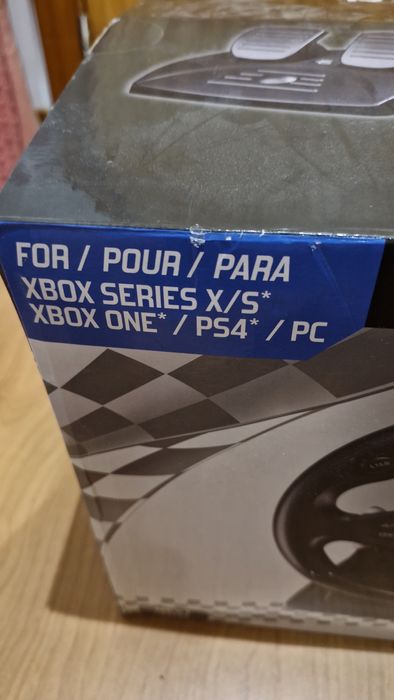 FOR / POUR / PARA
XBOX SERIES X/S*
XBOX ONE* / PS4* / PC